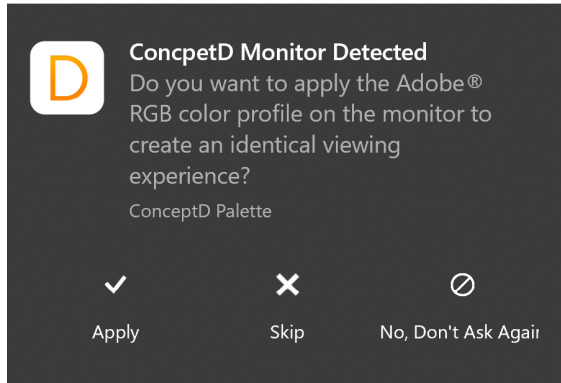 D
ConcpetD Monitor Detected
Do you want to apply the Adobe®
RGB color profile on the monitor to
create an identical viewing
experience?
ConceptD Palette
Apply
Skip
No, Don't Ask Agair